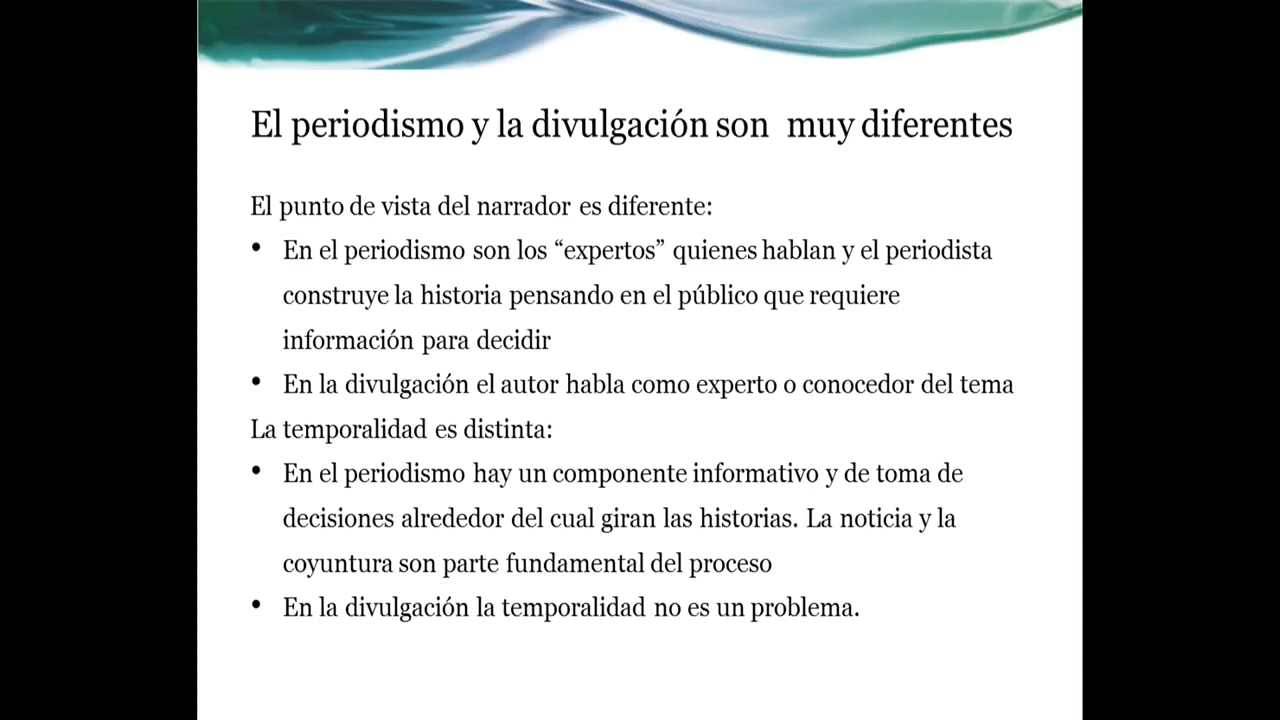 El periodismo y la divulgación son  muy diferentes
El punto de vista del narrador es diferente:
• En el periodismo son los “expertos” quienes hablan y el periodista
construye la historia pensando en el público que requiere
información para decidir
• En la divulgación el autor habla como experto o conocedor del tema
La temporalidad es distinta:
• En el periodismo hay un componente informativo y de toma de
decisiones alrededor del cual giran las historias. La noticia y la
coyuntura son parte fundamental del proceso
• En la divulgación la temporalidad no es un problema.